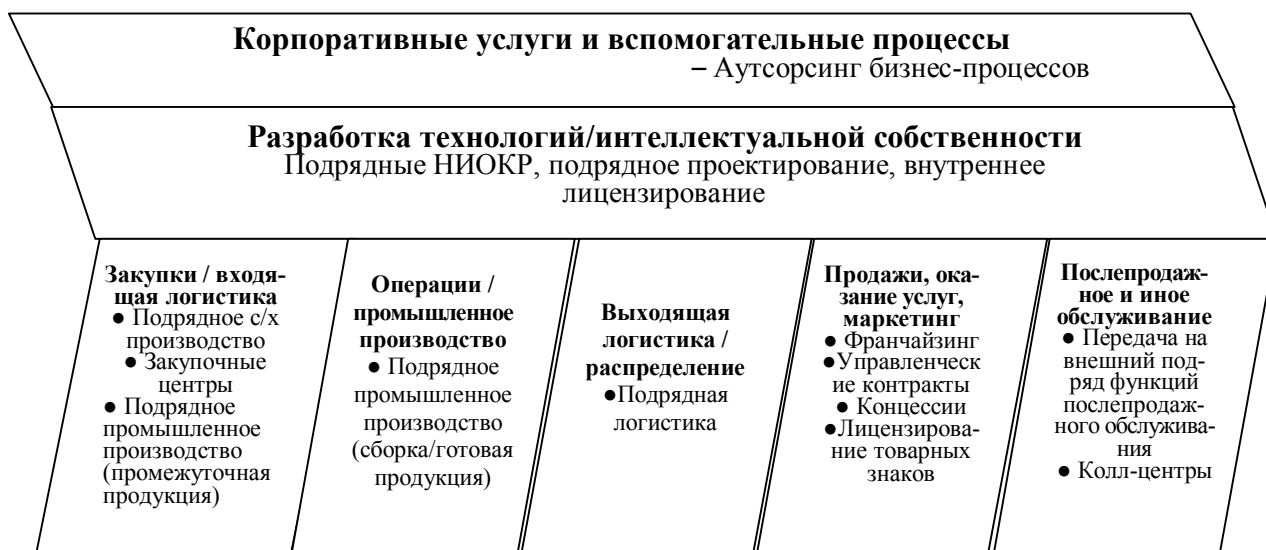 Корпоративные услуги и вспомогательные процессы
– Аутсорсинг бизнес-процессов
Разработка технологий/интеллектуальной собственности
Подрядные НИОКР, подрядное проектирование, внутреннее
лицензирование
Закупки / входя-
щая логистика
● Подрядное с/х
производство
● Закупочные
центры
● Подрядное
промышленное
производство
(промежуточная
продукция)
Операции /
промышленное
производство
● Подрядное
промышленное
производство
(сборка/готовая
продукция)
Выходящая
логистика /
распределение
●Подрядная
логистика
Продажи, ока-
зание услуг,
маркетинг
● Франчайзинг
●Управленческ
ие контракты
● Концессии
●Лицензирова-
ние товарных
знаков
Послепродаж-
ное и иное
обслуживание
● Передача на
внешний под-
ряд функций
послепродаж-
ного обслужива-
ния
● Колл-центры